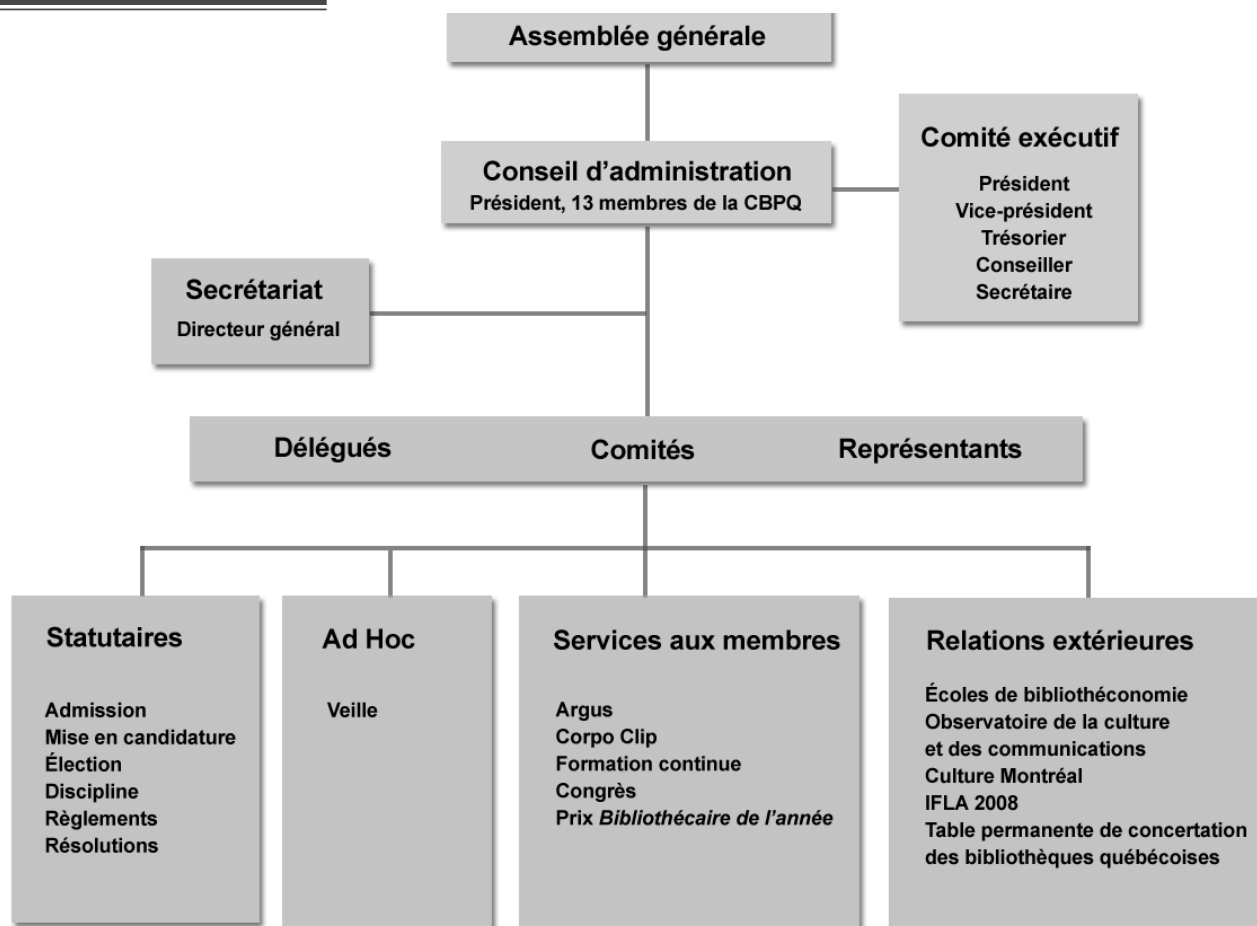 Assemblée générale
Conseil d’administration
Président, 13 membres de la CBPQ
Comité exécutif
Président
Vice-président
Trésorier
Conseiller
Secrétaire
Secrétariat
Directeur général
Délégués Comités Représentants
Statutaires
Admission
Mise en candidature
Élection
Discipline
Règlements
Résolutions
Ad Hoc
Veille
Services aux membres
Argus
Corpo Clip
Formation continue
Congrès
Prix Bibliothécaire de l’année
Relations extérieures
Écoles de bibliothéconomie
Observatoire de la culture
et des communications
Culture Montréal
IFLA 2008
Table permanente de concertation
des bibliothèques québécoises